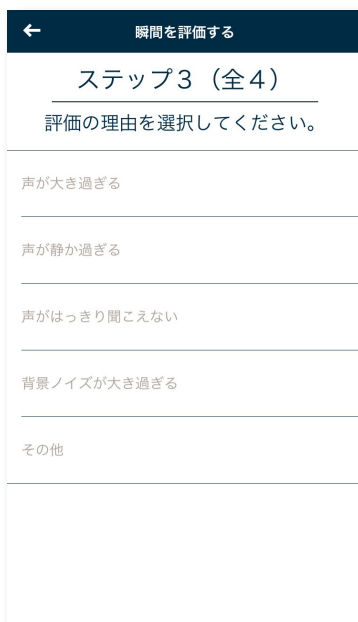 瞬間を評価する
ステップ３（全４）
評価の理由を選択してください。
声が大き過ぎる
声が静か過ぎる
声がはっきり聞こえない
背景ノイズが大き過ぎる
その他